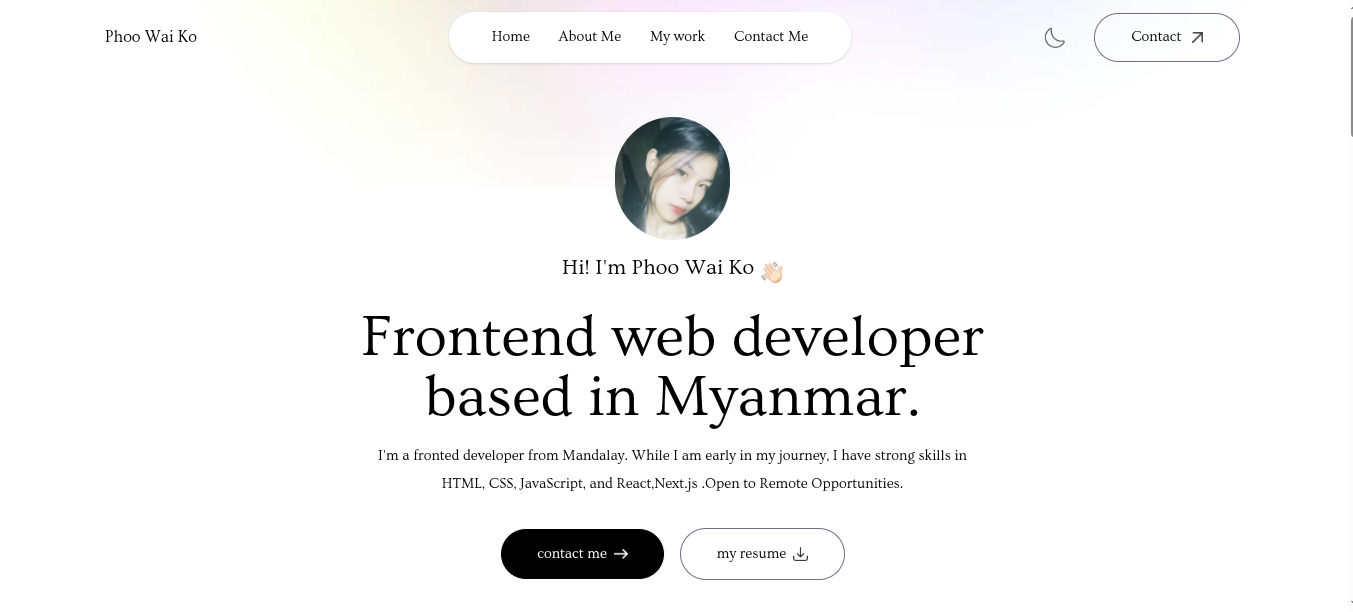 Phoo Wai Ko
Home About Me My work Contact Me
Contact
Hi! I'm Phoo Wai Ko
Frontend web developer
based in Myanmar.
I'm a fronted developer from Mandalay. While I am early in my journey, I have strong skills in
HTML, CSS, JavaScript, and React,Next.js .Open to Remote Opportunities.
contact me
my resume